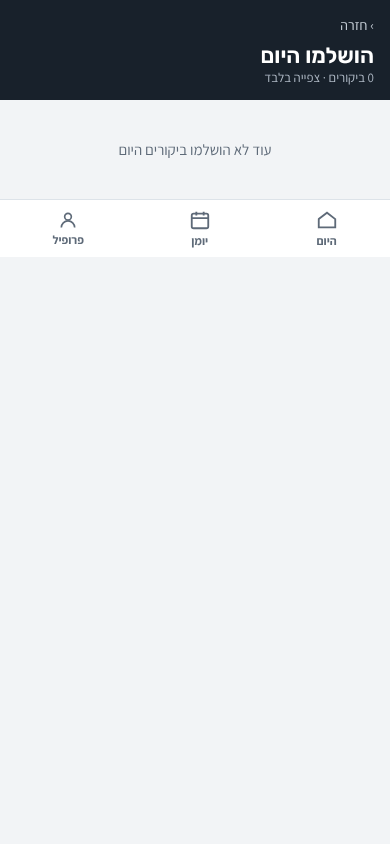 › חזרה
הושלמו היום
0 ביקורים · צפייה בלבד
עוד לא הושלמו ביקורים היום
היום
יומן
פרופיל